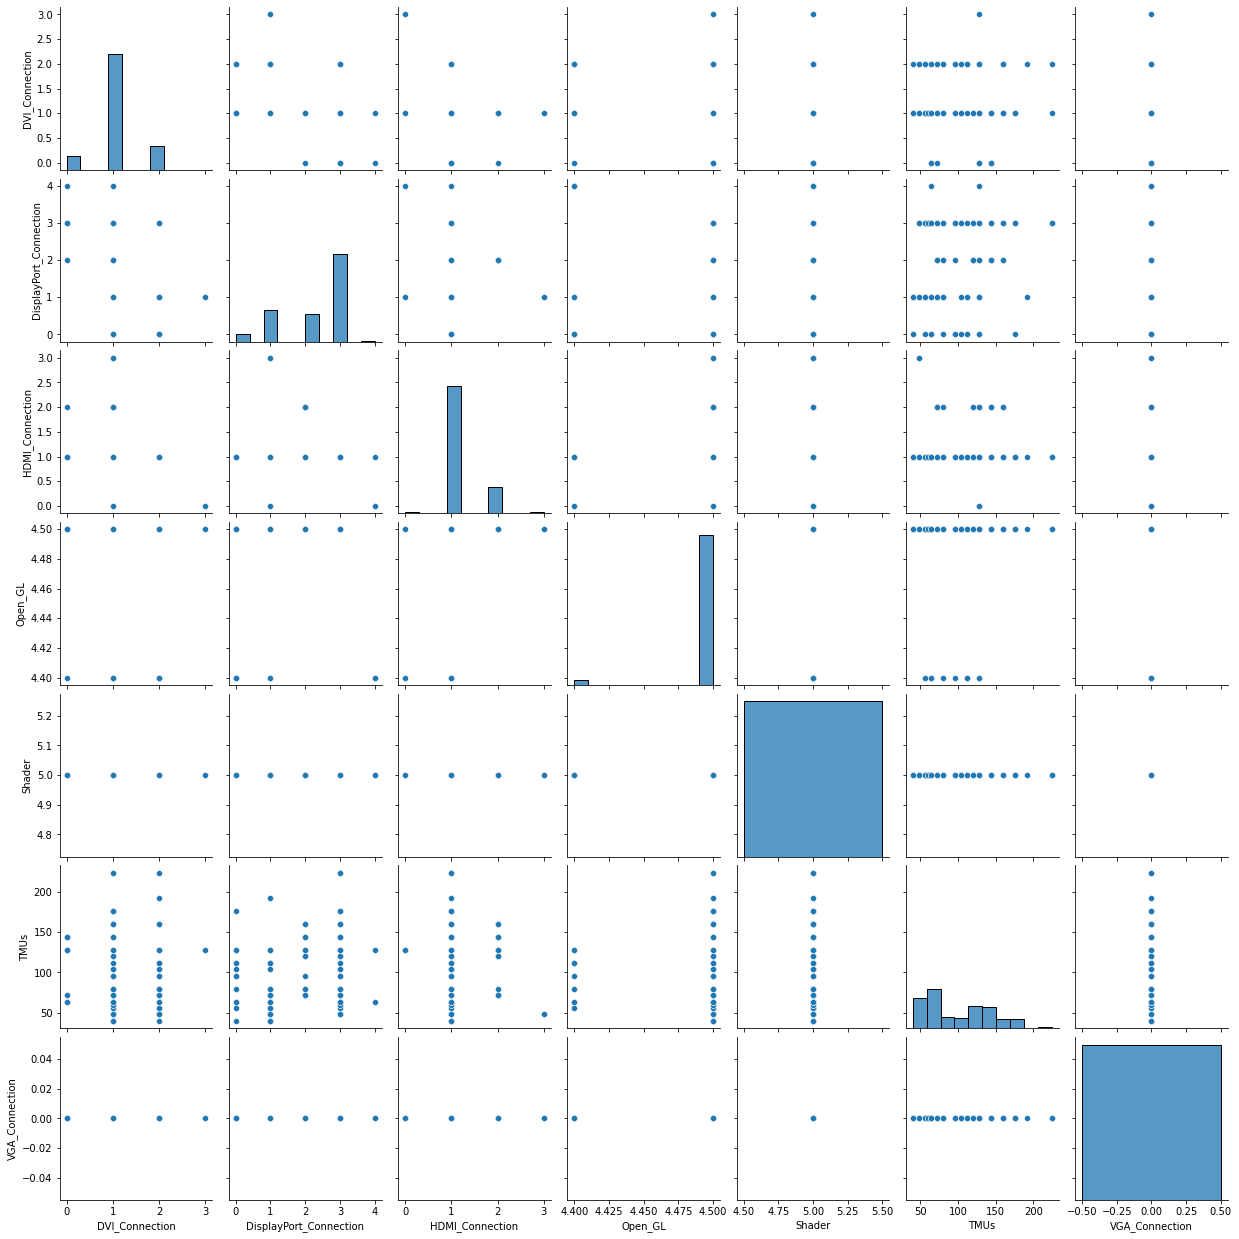 3.0
2.5
2.0
1.5
1.0
0.5
0.0
DVI_Connection
4
3
2
1
0
DisplayPort_Connection
3.0
2.5
2.0
1.5
1.0
0.5
0.0
HDMI_Connection
4.50
4.48
4.46
4.44
4.42
4.40
Open_GL
5.2
5.1
5.0
4.9
4.8
Shader
200
150
100
50
TMUs
0.04
0.02
0.00
−0.02
−0.04
VGA_Connection
0 1 2 3
DVI_Connection
0 1 2 3 4
DisplayPort_Connection
0 1 2 3
HDMI_Connection
4.400 4.425 4.450 4.475 4.500
Open_GL
4.50 4.75 5.00 5.25 5.50
Shader
50 100 150 200
TMUs
−0.50 −0.25 0.00 0.25 0.50
VGA_Connection